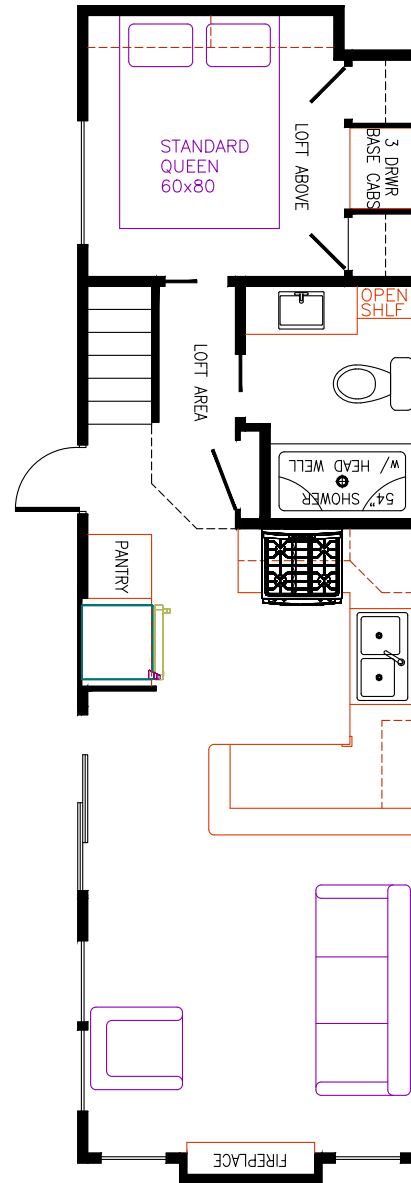 STANDARD
QUEEN
60x80
LOFT ABOVE
3 DRWR
BASE CABS
OPEN
SHLF
LOFT AREA
54" SHOWER
W/ HEAD WELL
PANTRY
FIREPLACE